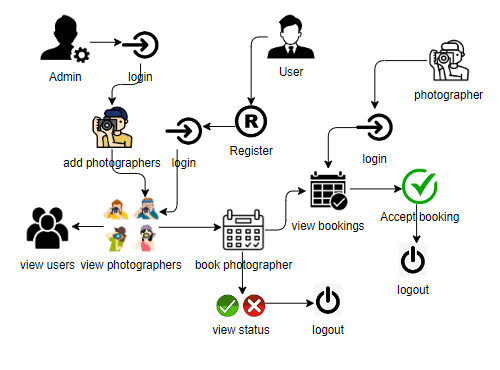 Admin
login
User
photographer
R
add photographers
login
Register
login
view users
view photographers
book photographer
view bookings
Accept booking
logout
view status
logout